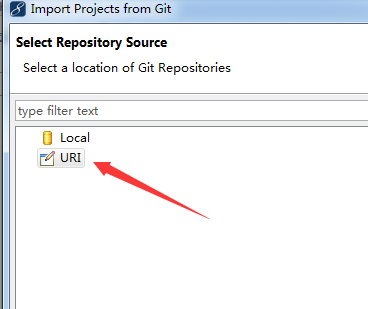 Import Projects from Git
Select Repository Source
Select a location of Git Repositories
type filter text
Local
URI